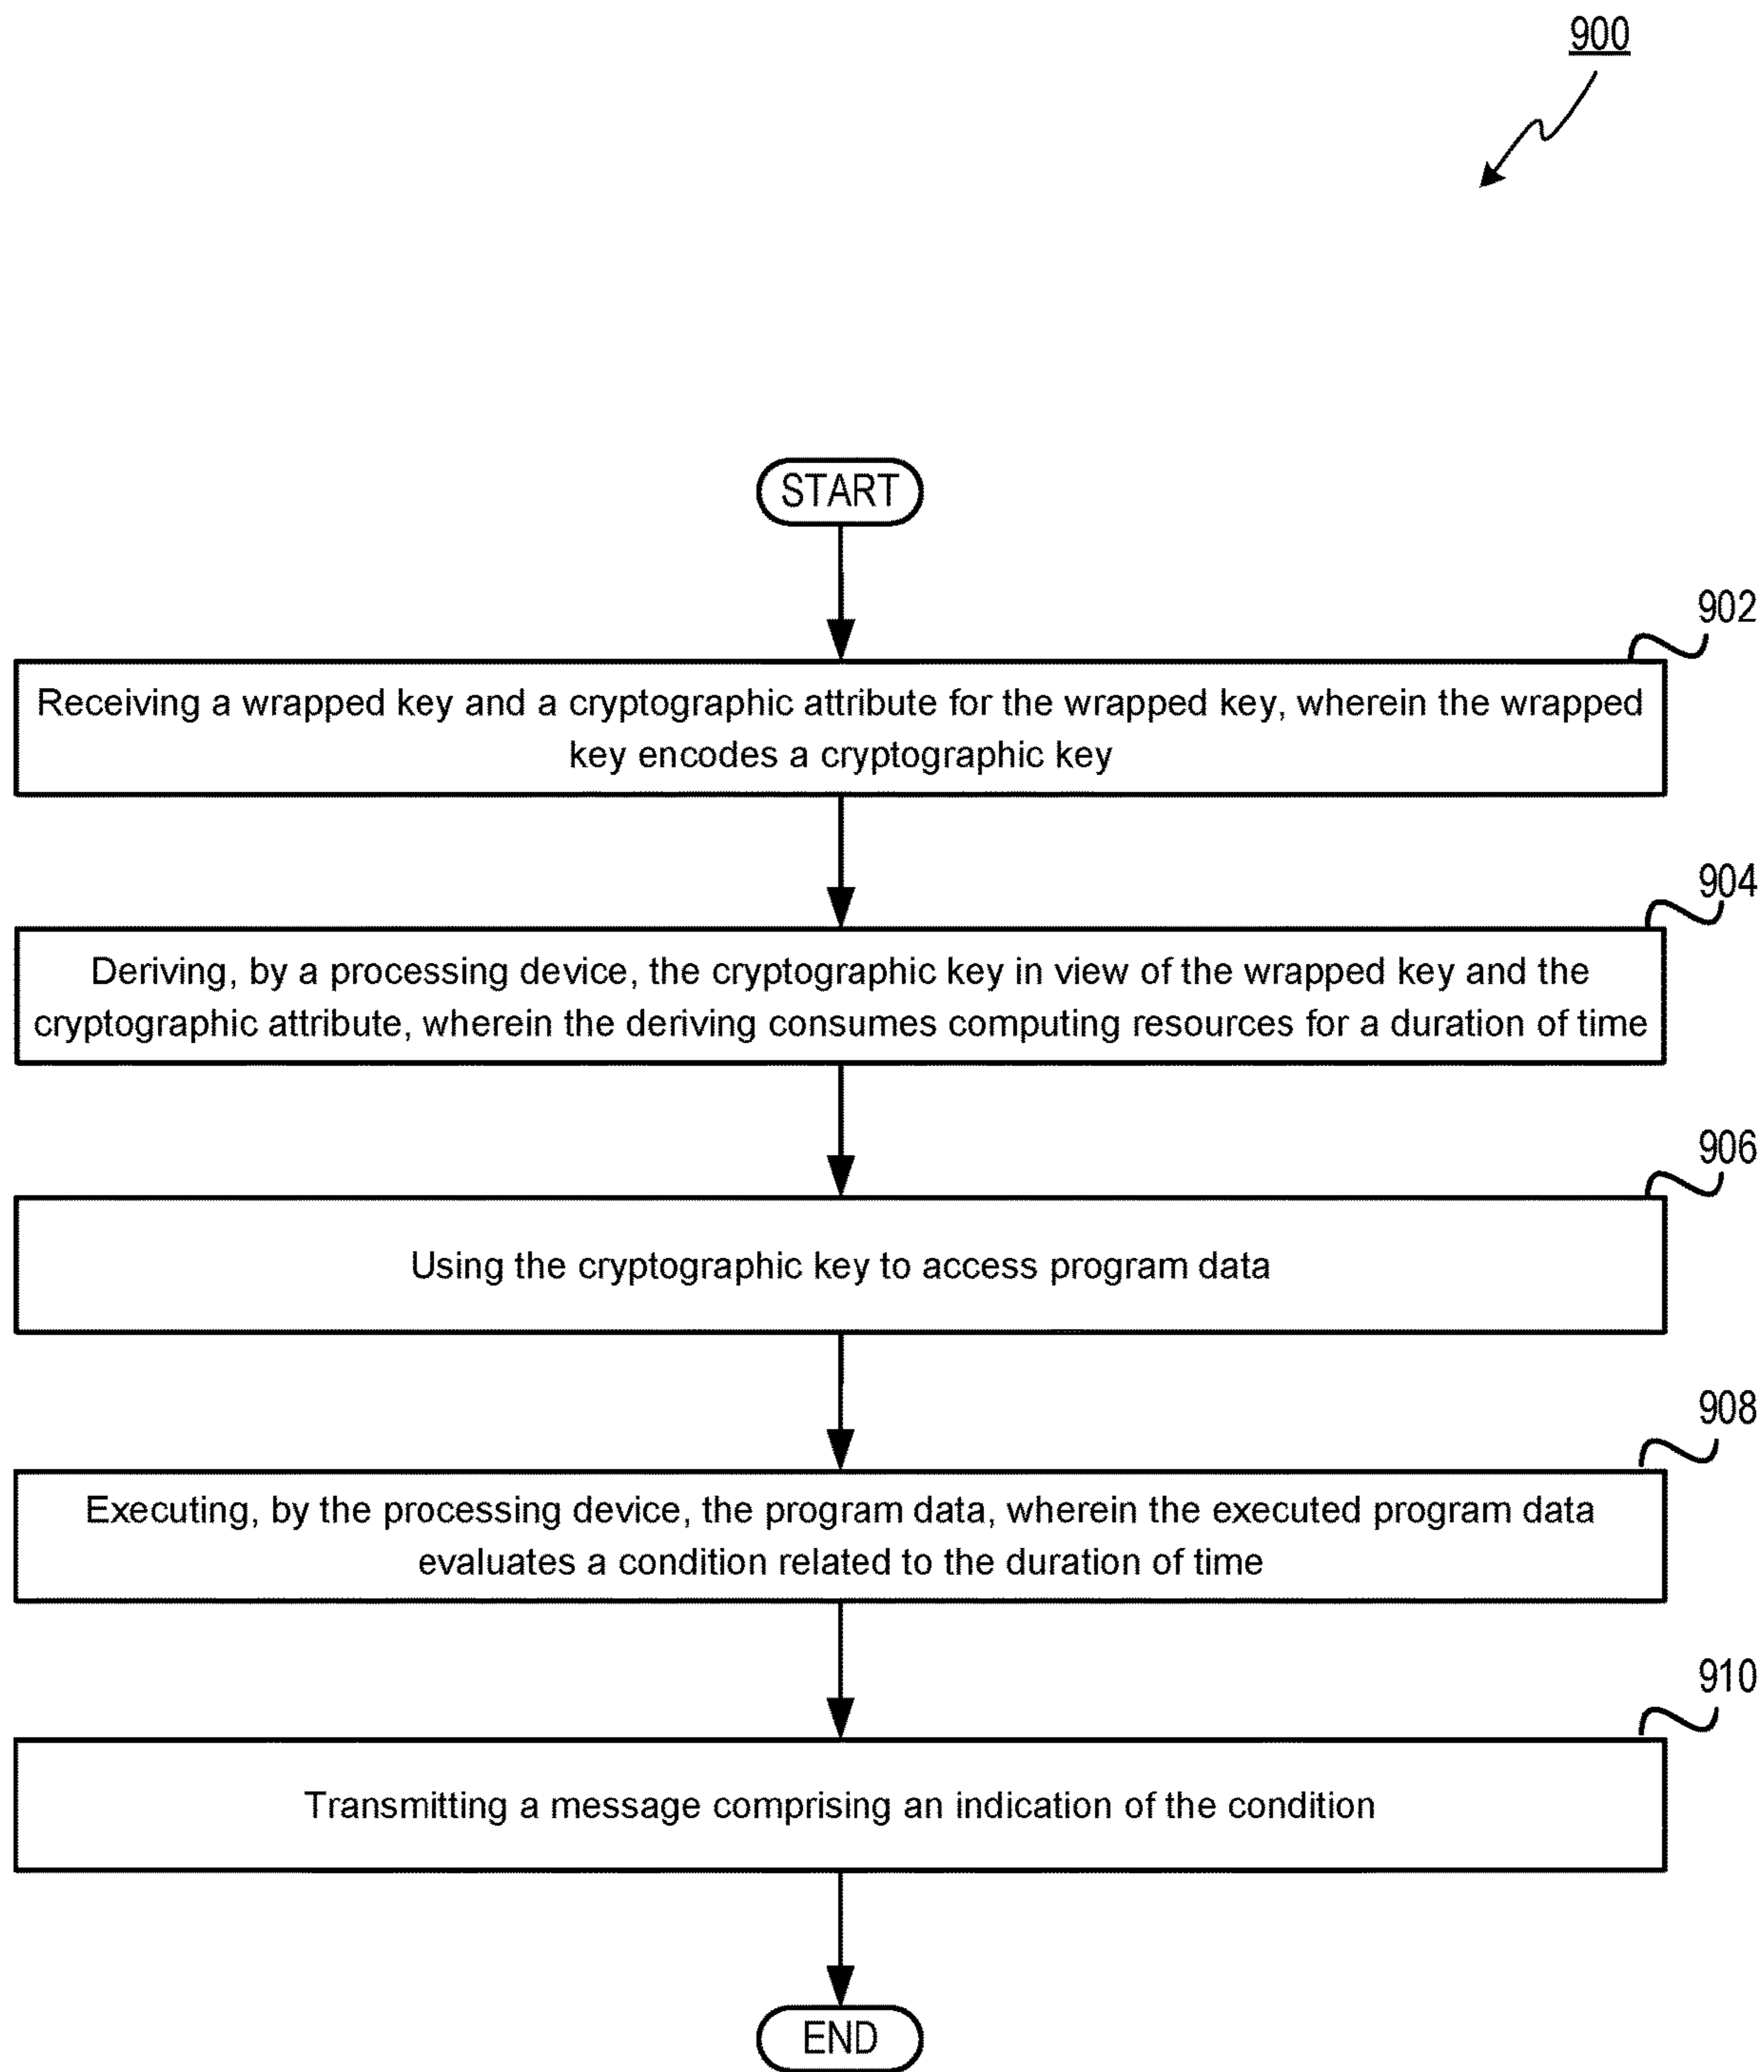 900
START
902
Receiving a wrapped key and a cryptographic attribute for the wrapped key, wherein the wrapped
key encodes a cryptographic key
904
Deriving, by a processing device, the cryptographic key in view of the wrapped key and the
cryptographic attribute, wherein the deriving consumes computing resources for a duration of time
906
Using the cryptographic key to access program data
908
Executing, by the processing device, the program data, wherein the executed program data
evaluates a condition related to the duration of time
910
Transmitting a message comprising an indication of the condition
END